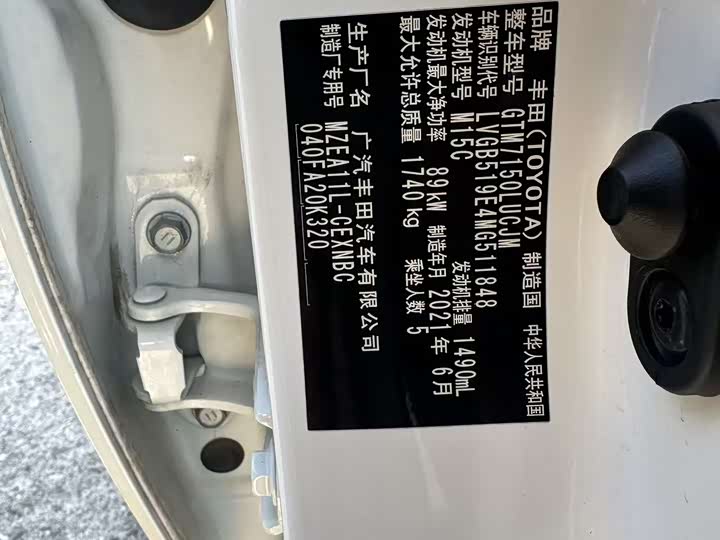 品牌 丰田(TOYOTA) 制造国 中华人民共和国
整车型号 GTM7150LUCJM
车辆识别代号 LVGB519E4MG511848
发动机型号 M15C 发动机排量 1490mL
发动机最大净功率 89kW 制造年月 2021年 6月
最大允许总质量 1740kg 乘坐人数 5
生产厂名 广汽丰田汽车有限公司
制造厂专用号 MZEA11L-CEXNBC
040FA20K320